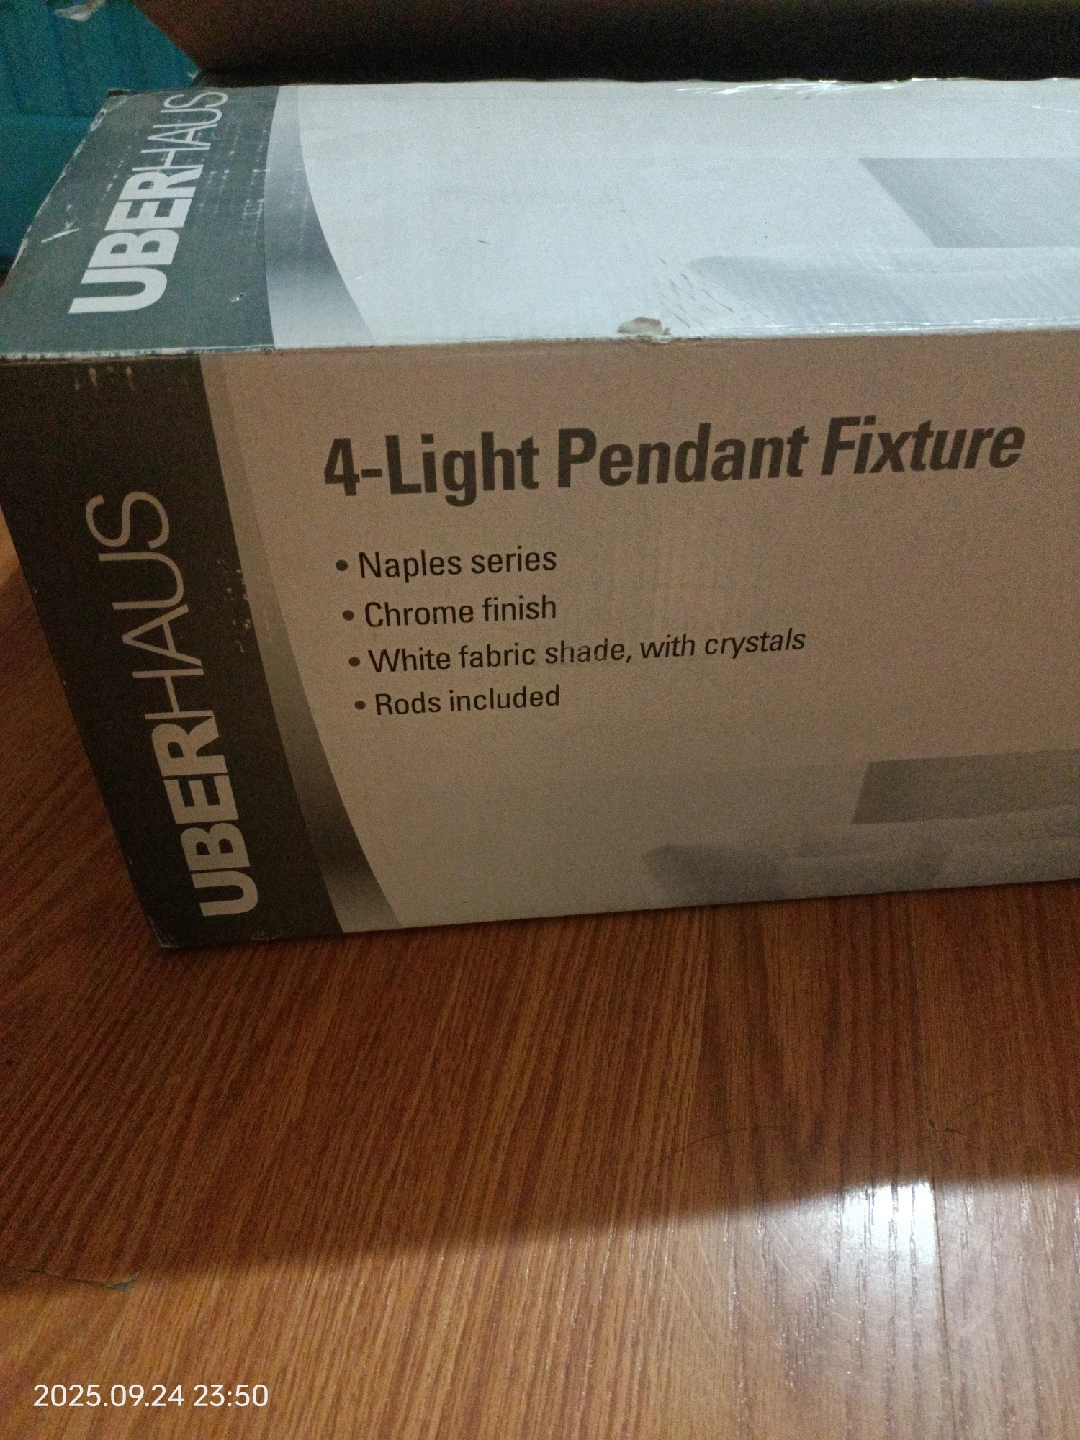 UBERHAUS
UBERHAUS
4-Light Pendant Fixture
• Naples series
• Chrome finish
• White fabric shade, with crystals
• Rods included
2025.09.24 23:50